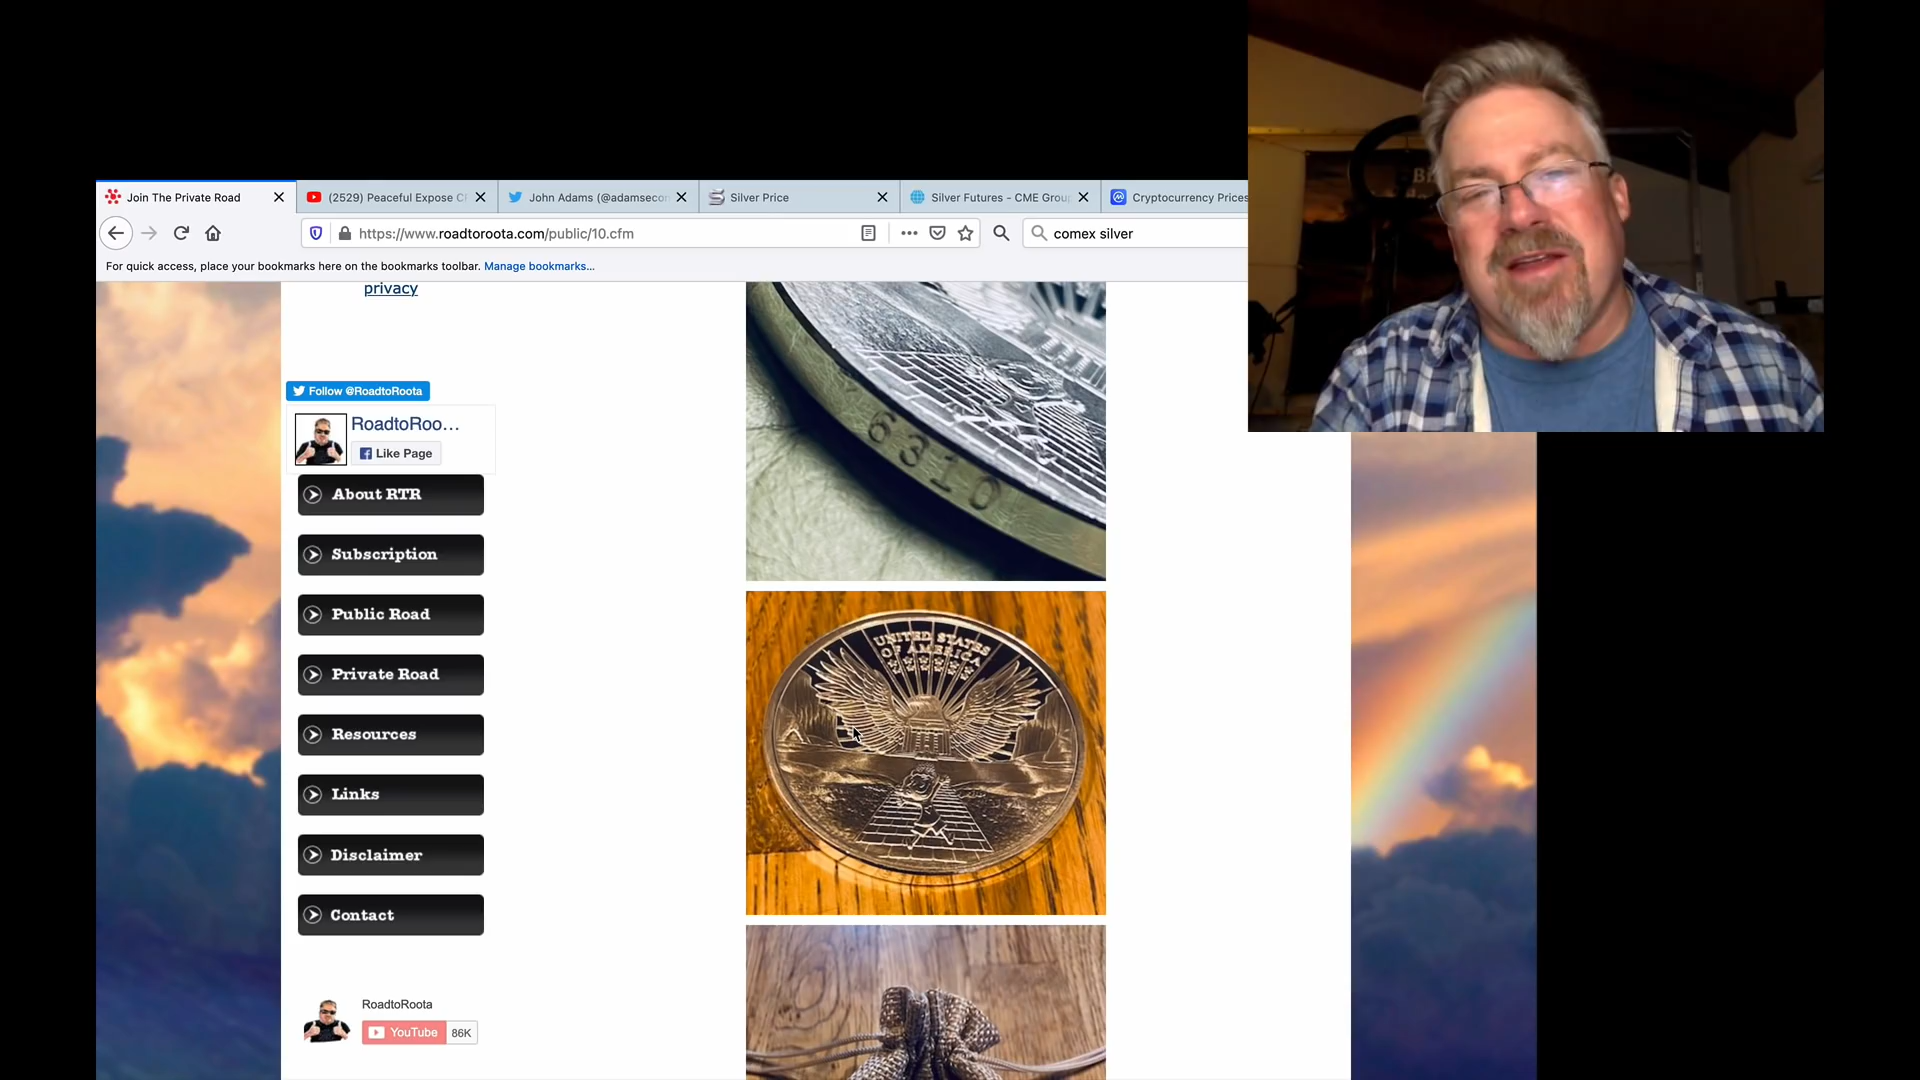 Join The Private Road
(2529) Peaceful Expose C
John Adams (@adamsecon
Silver Price
Silver Futures - CME Grou
Cryptocurrency Prices
https://www.roadtoroota.com/public/10.cfm
comex silver
For quick access, place your bookmarks here on the bookmarks toolbar. Manage bookmarks...
privacy
Follow @RoadtoRoota
RoadtoRoo...
Like Page
About RTR
Subscription
Public Road
Private Road
Resources
Links
Disclaimer
Contact
RoadtoRoota
YouTube 86K
6310
UNITED STATES
OF AMERICA